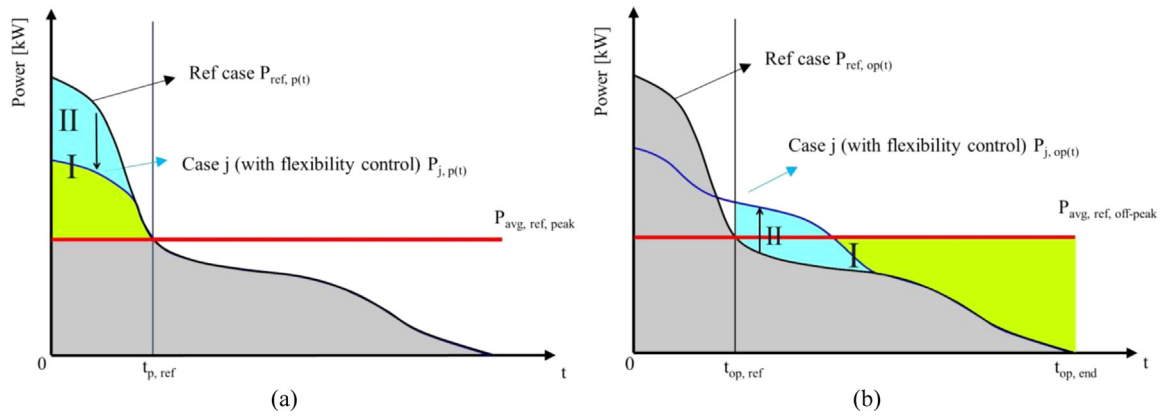 Power [kW]
Ref case P_ref, p(t)
II
I
Case j (with flexibility control) P_j, p(t)
P_avg, ref, peak
0
t_p, ref
t
(a)
Power [kW]
Ref case P_ref, op(t)
Case j (with flexibility control) P_j, op(t)
P_avg, ref, off-peak
II
I
0
t_op, ref
t_op, end
t
(b)